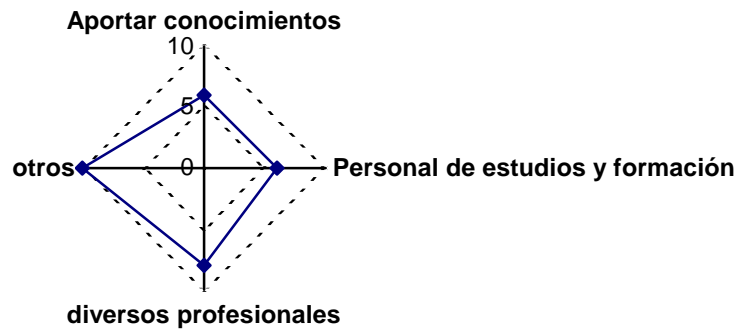 Aportar conocimientos
10
5
otros
0
Personal de estudios y formación
diversos profesionales